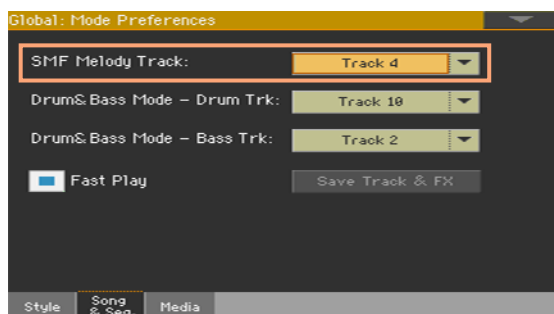 Global: Mode Preferences
SMF Melody Track: Track 4
Drum& Bass Mode - Drum Trk: Track 10
Drum& Bass Mode - Bass Trk: Track 2
Fast Play Save Track & FX
Style Song & Seq Media